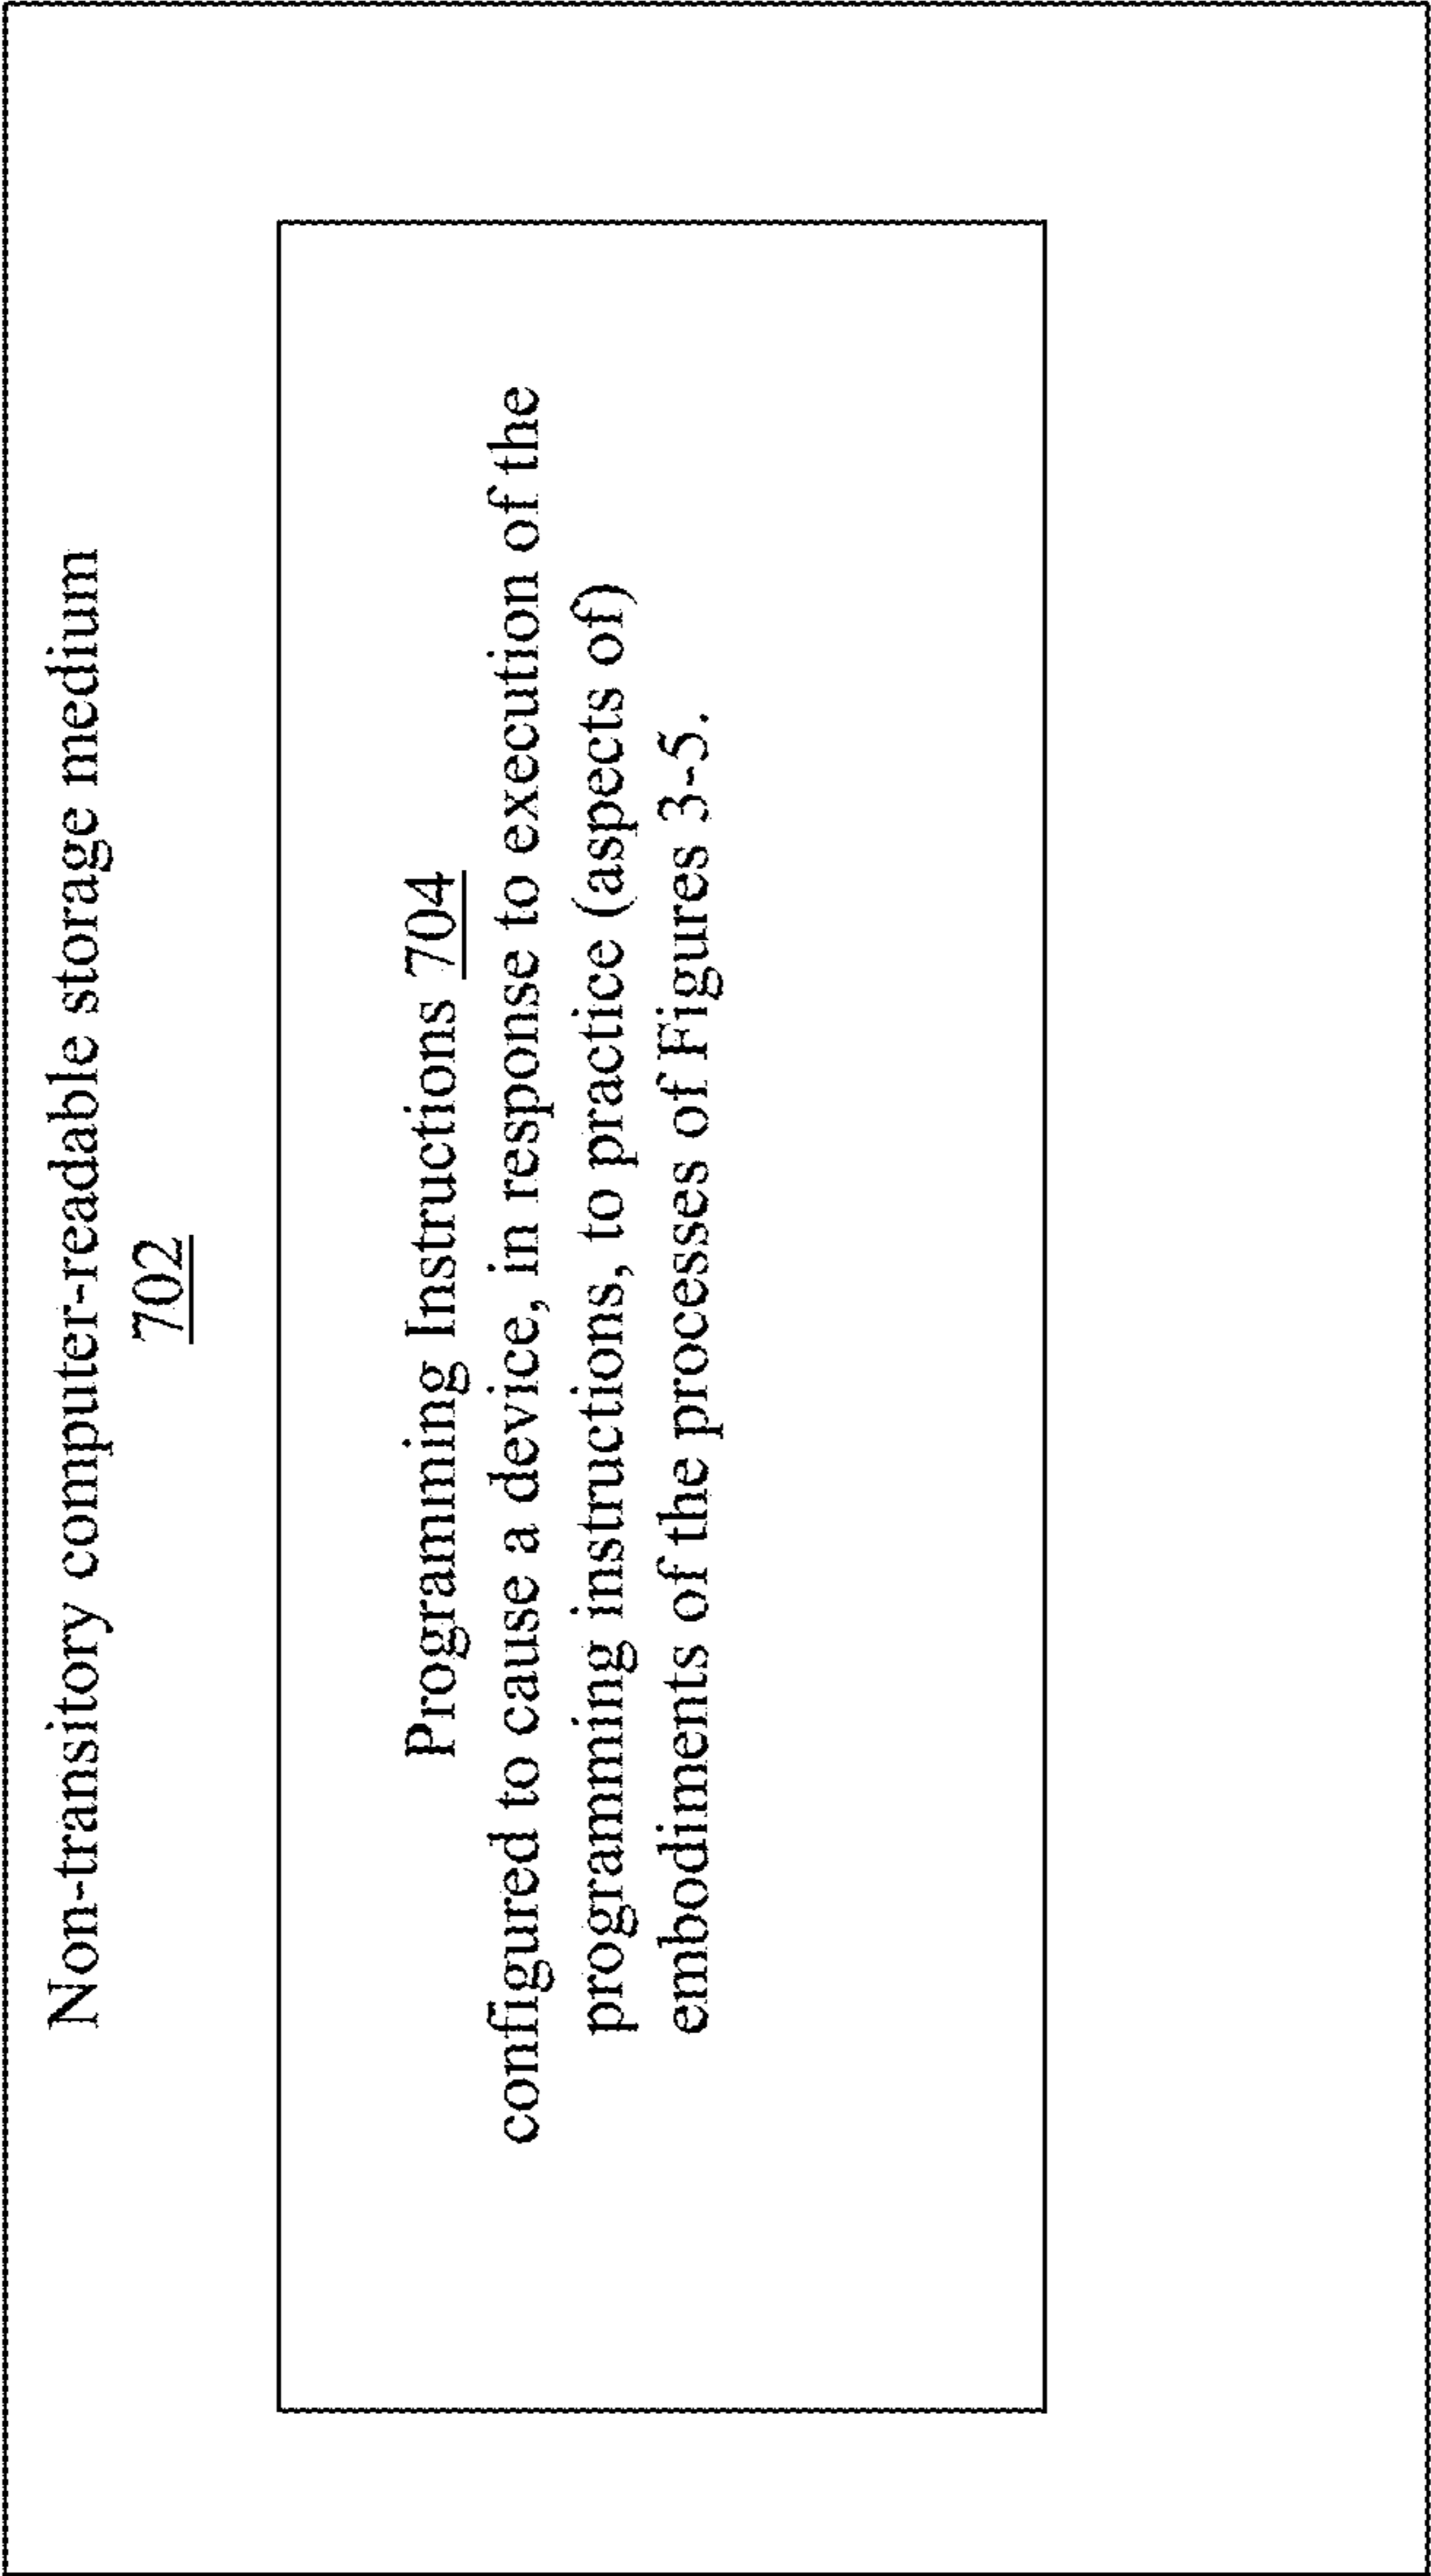 Non-transitory computer-readable storage medium
702
Programming Instructions 704
configured to cause a device, in response to execution of the
programming instructions, to practice (aspects of)
embodiments of the processes of Figures 3-5.